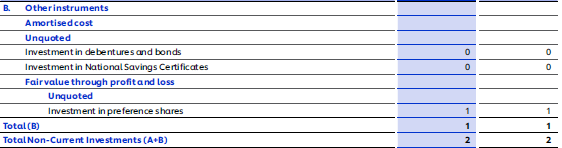 B. Other instruments
Amortised cost
Unquoted
Investment in debentures and bonds 0 0
Investment in National Savings Certificates 0 0
Fair value through profit and loss
Unquoted
Investment in preference shares 1 1
Total (B) 1 1
Total Non-Current Investments (A+B) 2 2